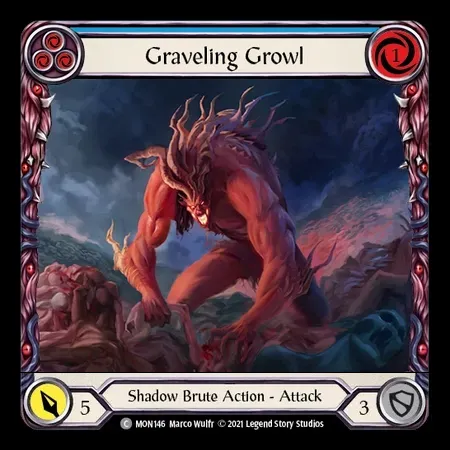 Graveling Growl
1
Shadow Brute Action - Attack
5
3
C MON146 Marco Wulfr © 2021 Legend Story Studios